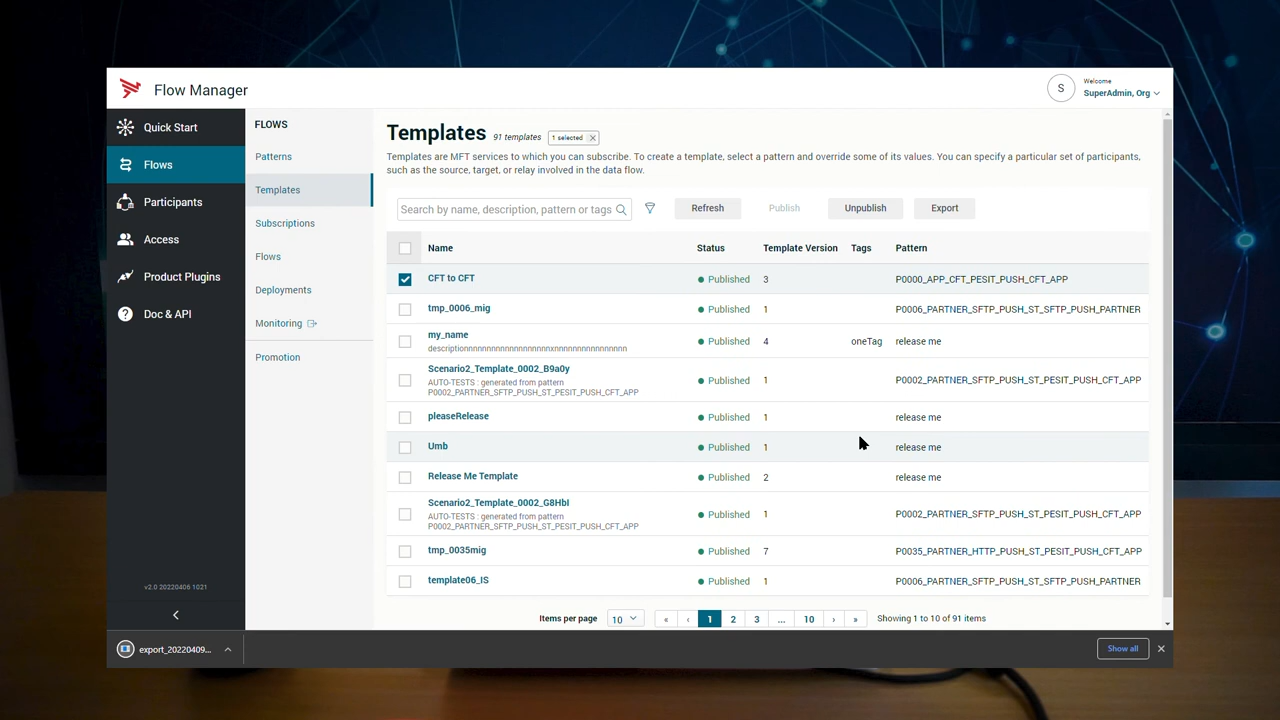 Flow Manager
S
Welcome
SuperAdmin, Org
Quick Start
Flows
Participants
Access
Product Plugins
Doc & API
v2.0 20220406 1021
FLOWS
Patterns
Templates
Subscriptions
Flows
Deployments
Monitoring
Promotion
Templates 91 templates 1 selected
Templates are MFT services to which you can subscribe. To create a template, select a pattern and override some of its values. You can specify a particular set of participants,
such as the source, target, or relay involved in the data flow.
Search by name, description, pattern or tags Refresh Publish Unpublish Export
Name Status Template Version Tags Pattern
CFT to CFT Published 3 P0000_APP_CFT_PESIT_PUSH_CFT_APP
tmp_0006_mig Published 1 P0006_PARTNER_SFTP_PUSH_ST_SFTP_PUSH_PARTNER
my_name Published 4 oneTag release me
Scenario2_Template_0002_B9a0y Published 1 P0002_PARTNER_SFTP_PUSH_ST_PESIT_PUSH_CFT_APP
AUTO-TESTS : generated from pattern
P0002_PARTNER_SFTP_PUSH_ST_PESIT_PUSH_CFT_APP
pleaseRelease Published 1 release me
Umb Published 1 release me
Release Me Template Published 2 release me
Scenario2_Template_0002_G8HbI Published 1 P0002_PARTNER_SFTP_PUSH_ST_PESIT_PUSH_CFT_APP
AUTO-TESTS : generated from pattern
P0002_PARTNER_SFTP_PUSH_ST_PESIT_PUSH_CFT_APP
tmp_0035mig Published 7 P0035_PARTNER_HTTP_PUSH_ST_PESIT_PUSH_CFT_APP
template06_IS Published 1 P0006_PARTNER_SFTP_PUSH_ST_SFTP_PUSH_PARTNER
Items per page 10 « ‹ 1 2 3 ... 10 › » Showing 1 to 10 of 91 items
export_20220409... Show all